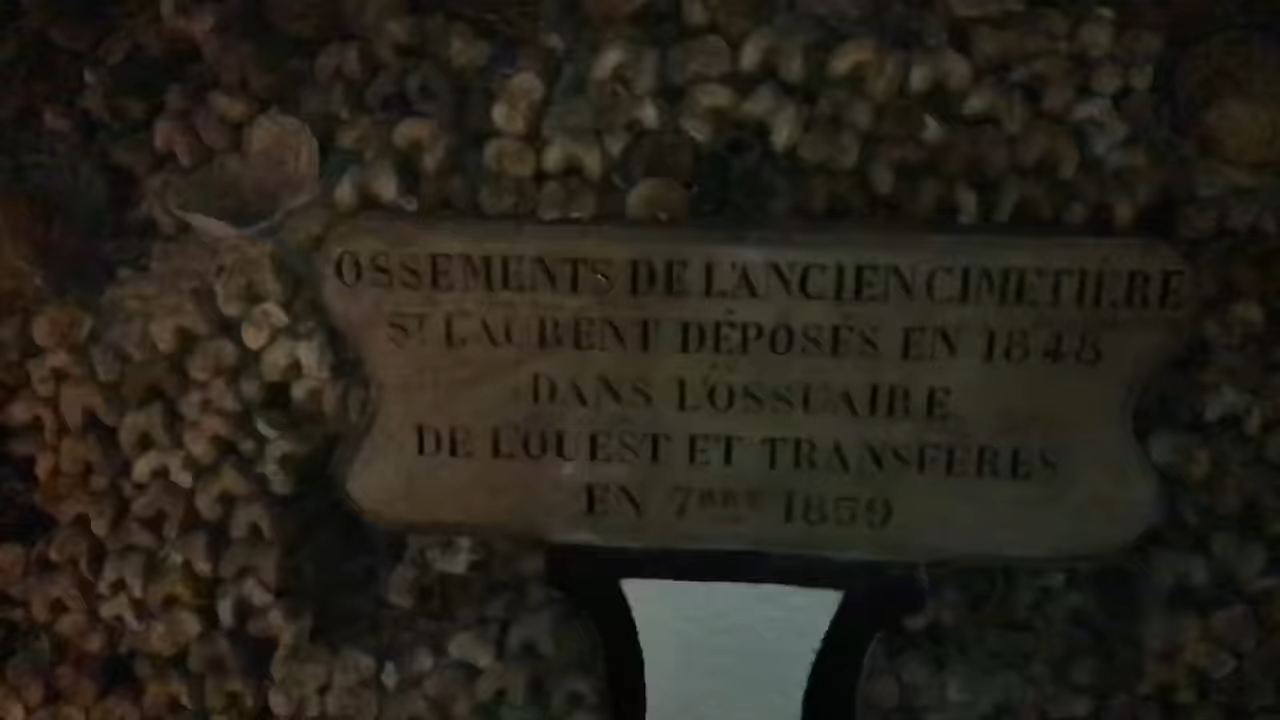 OSSEMENTS DE L'ANCIEN CIMETIÈRE
ST LAURENT DÉPOSÉS EN 1848
DANS L'OSSUAIRE
DE L'OUEST ET TRANSFÉRÉS
EN 7BRE 1859